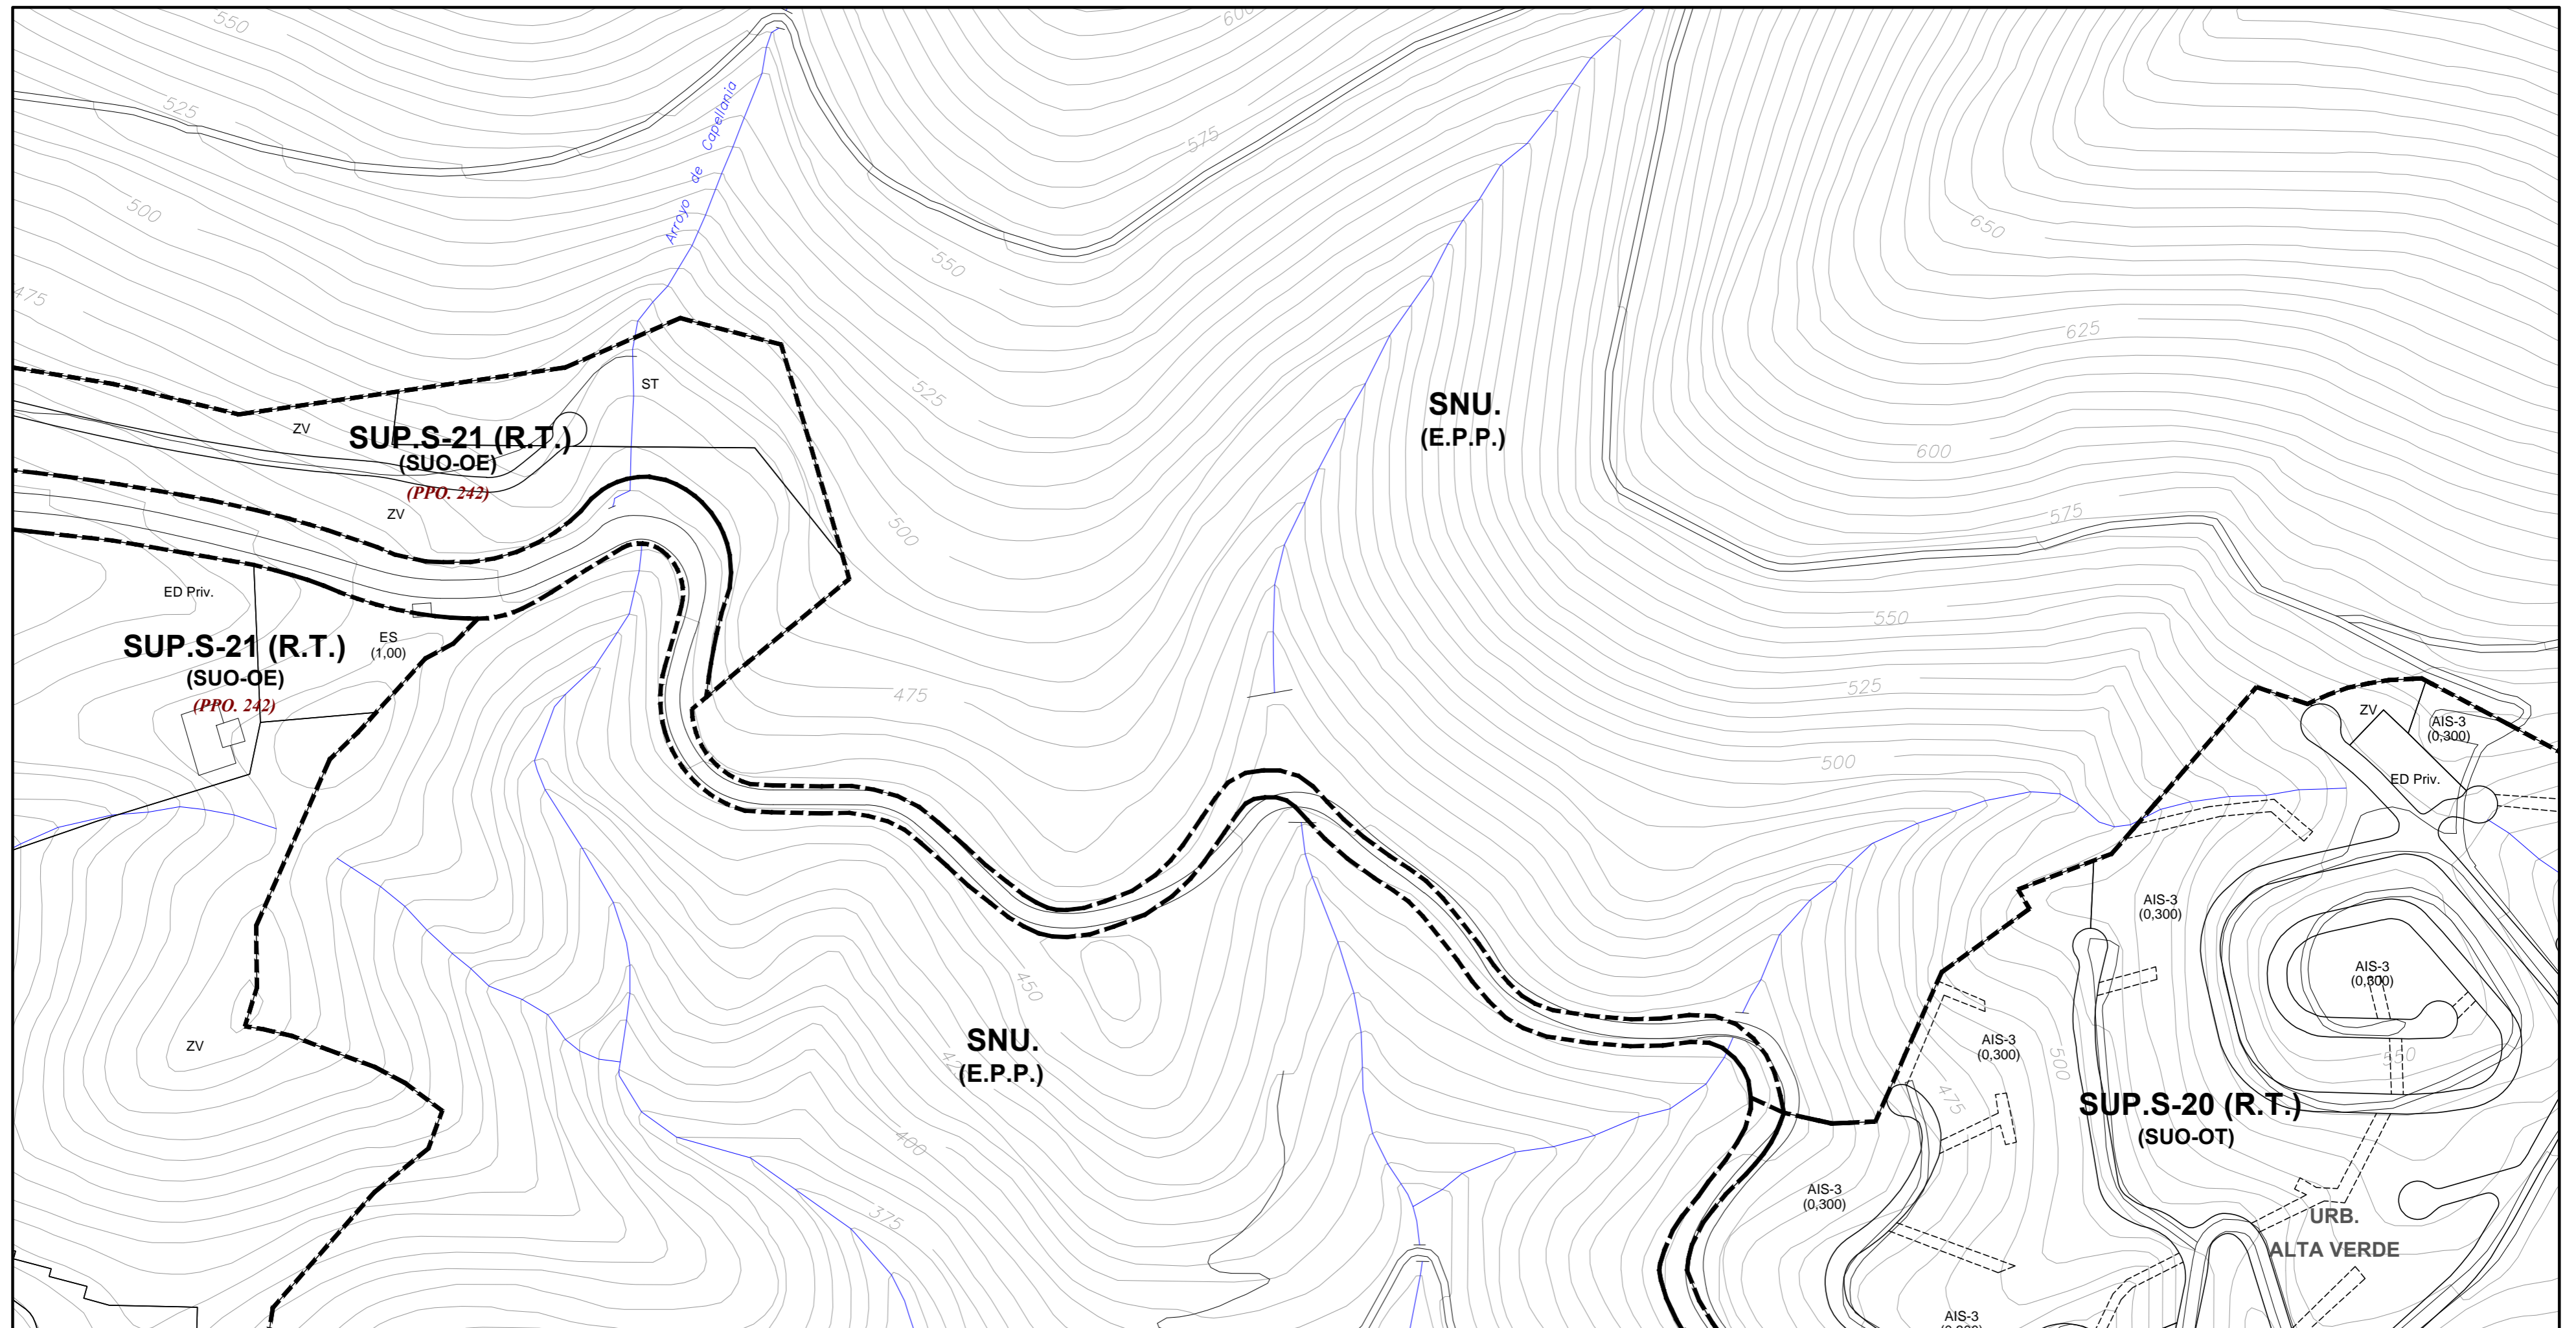 550
600
525
575
Arroyo de Capellania
500
650
550
475
625
525
ST
SNU.
(E.P.P.)
ZV
SUP.S-21 (R.T.)
(SUO-OE)
(PPO. 242)
600
ZV
575
500
ED Priv.
550
ES
(1,00)
SUP.S-21 (R.T.)
(SUO-OE)
(PPO. 242)
475
525
ZV
AIS-3
(0,300)
500
ED Priv.
AIS-3
(0,300)
AIS-3
(0,300)
450
ZV
SNU.
(E.P.P.)
AIS-3
(0,300)
500
550
475
SUP.S-20 (R.T.)
(SUO-OT)
400
AIS-3
(0,300)
375
URB.
ALTA VERDE
AIS-3